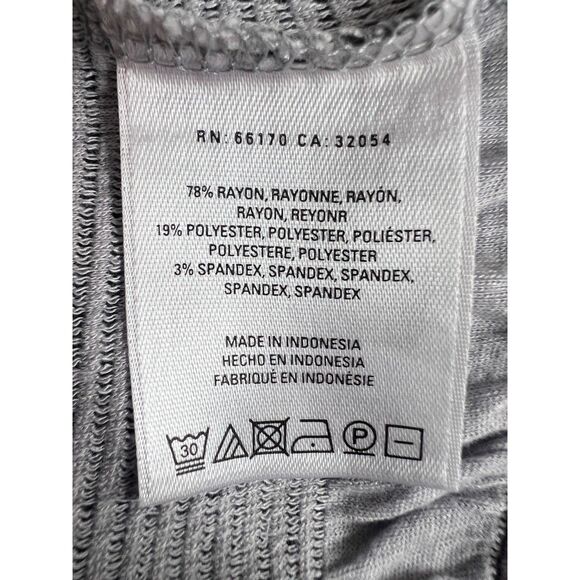 RN: 66170 CA: 32054
78% RAYON, RAYONNE, RAYÓN,
RAYON, REYONR
19% POLYESTER, POLYESTER, POLIÉSTER,
POLYESTERE, POLYESTER
3% SPANDEX, SPANDEX, SPANDEX,
SPANDEX, SPANDEX
MADE IN INDONESIA
HECHO EN INDONESIA
FABRIQUÉ EN INDONÉSIE
30 P